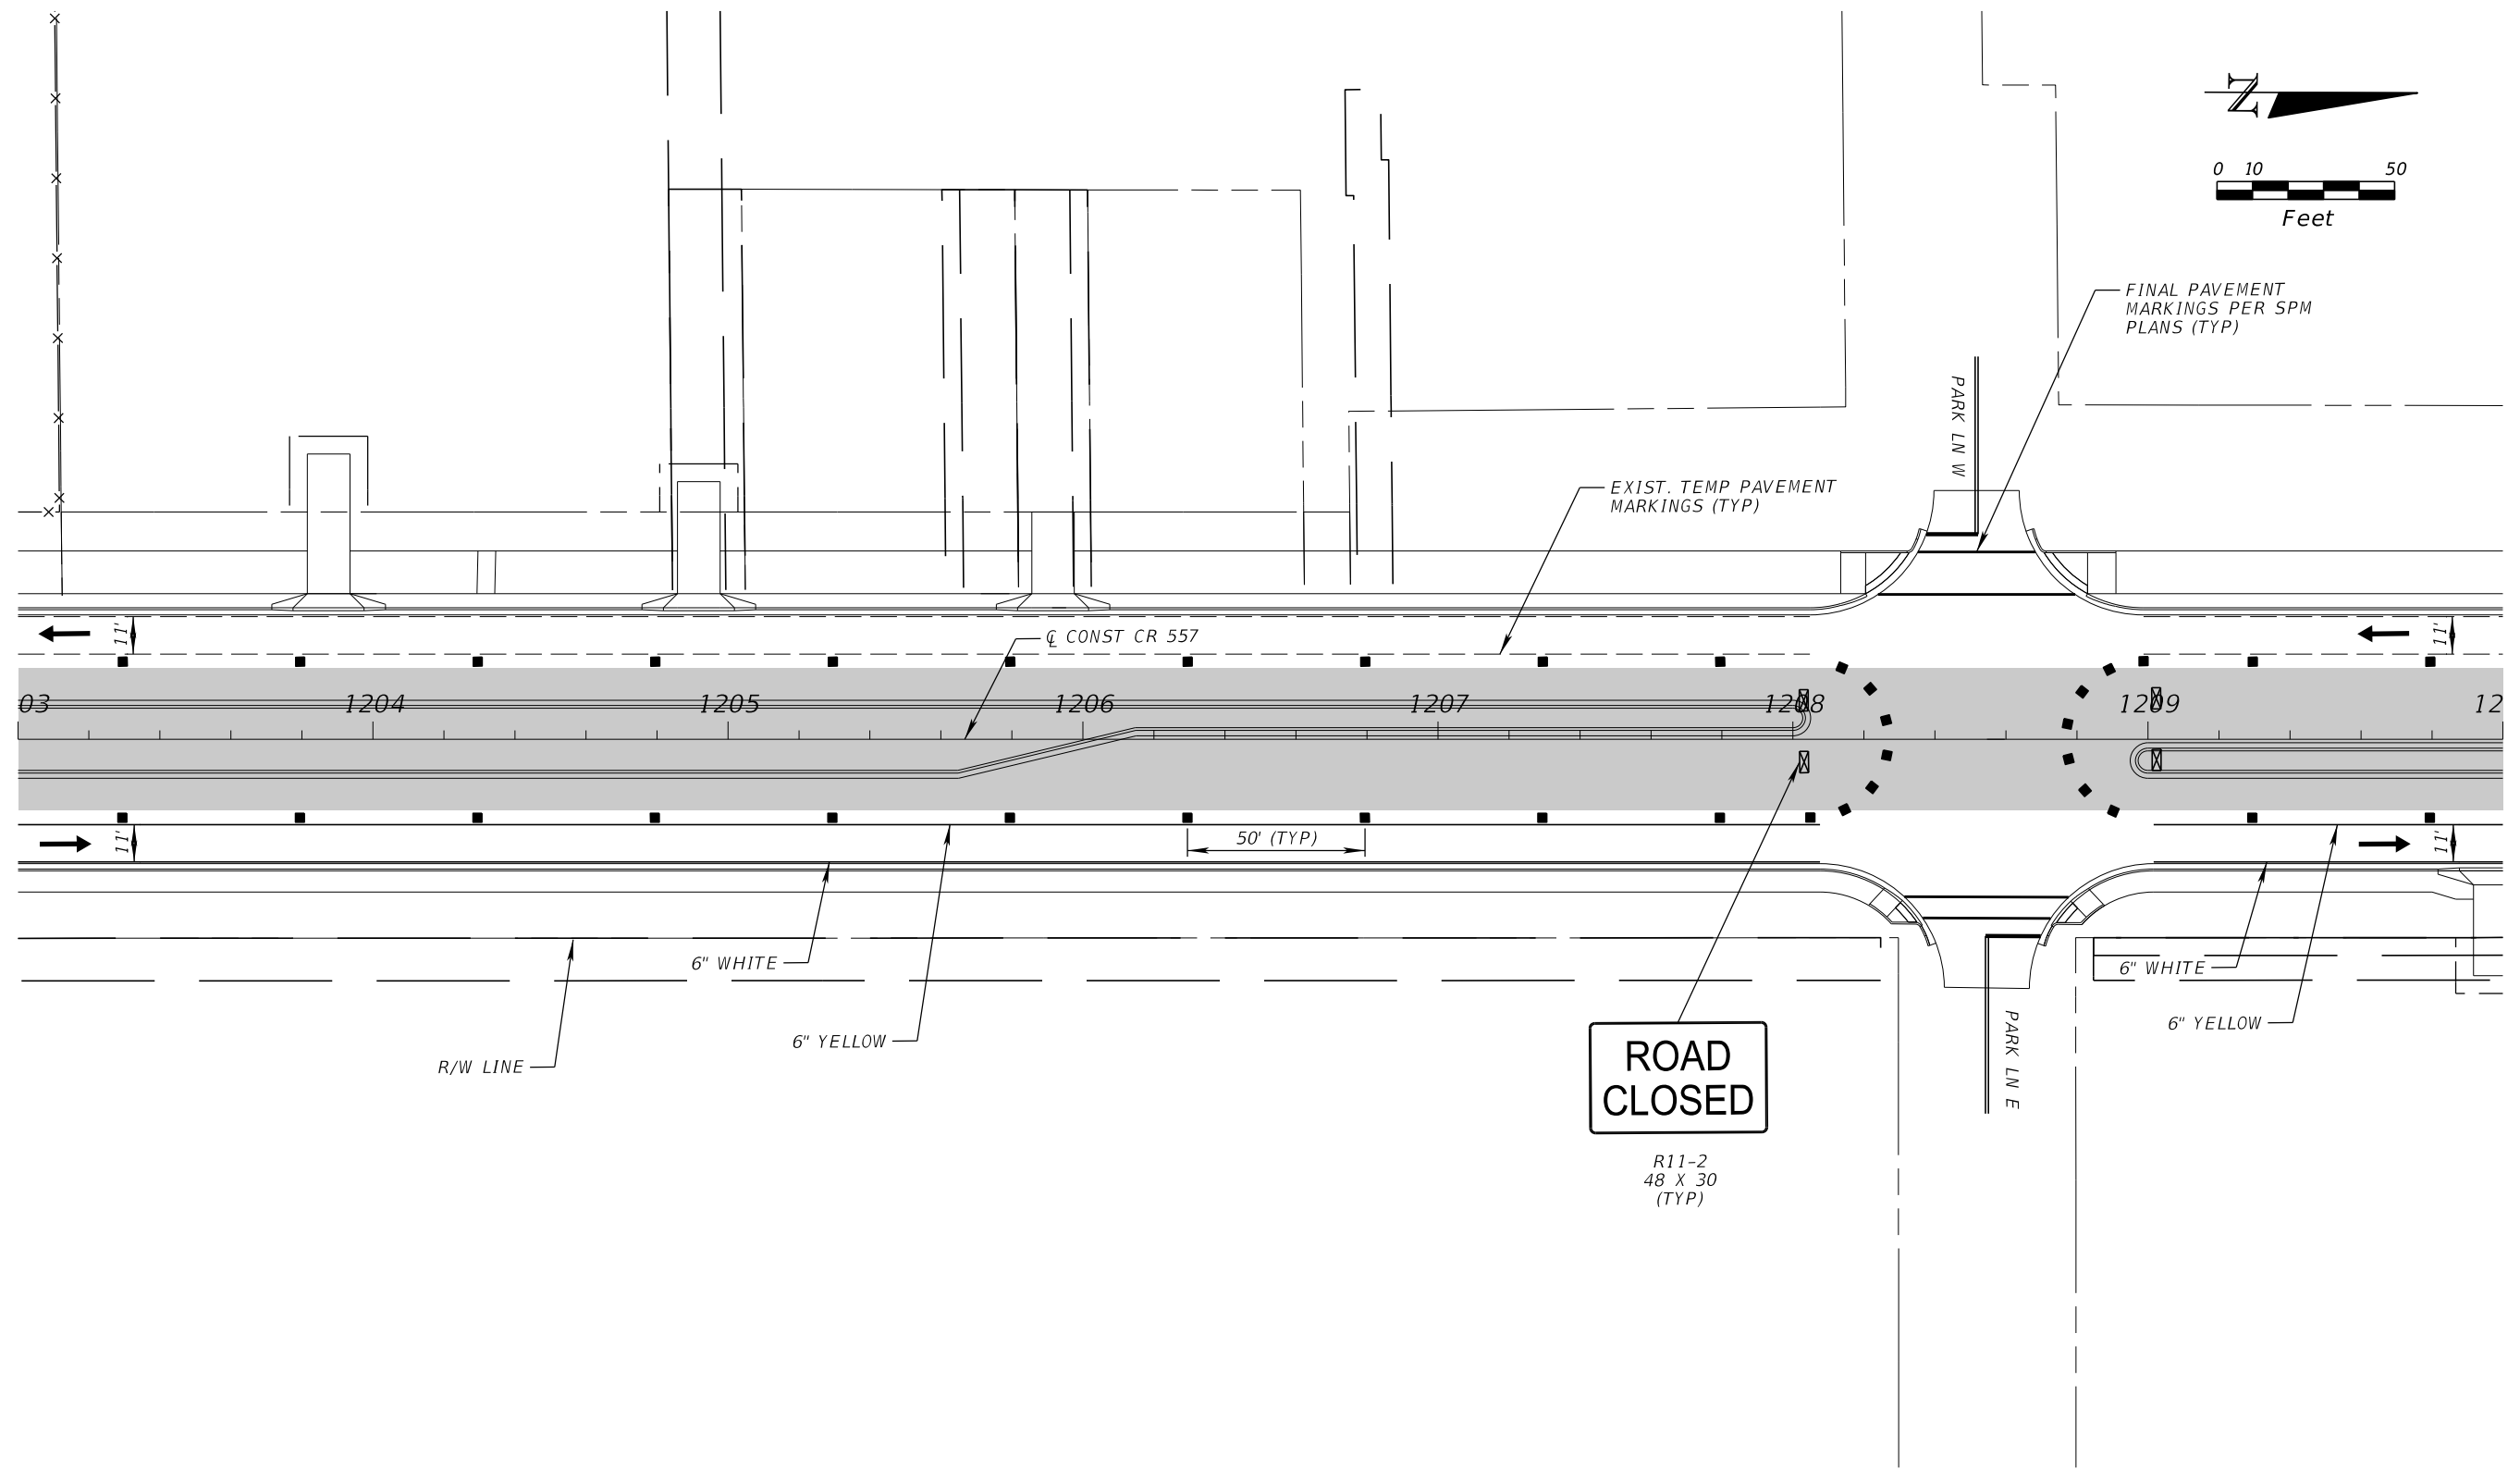 N
0 10 50
Feet
FINAL PAVEMENT
MARKINGS PER SPM
PLANS (TYP)
PARK LN W
EXIST. TEMP PAVEMENT
MARKINGS (TYP)
11'
℄ CONST CR 557
11'
03 1204 1205 1206 1207 1208 1209 12
11'
50' (TYP)
11'
6" WHITE
6" WHITE
6" YELLOW
6" YELLOW
R/W LINE
PARK LN E
ROAD
CLOSED
R11-2
48 X 30
(TYP)